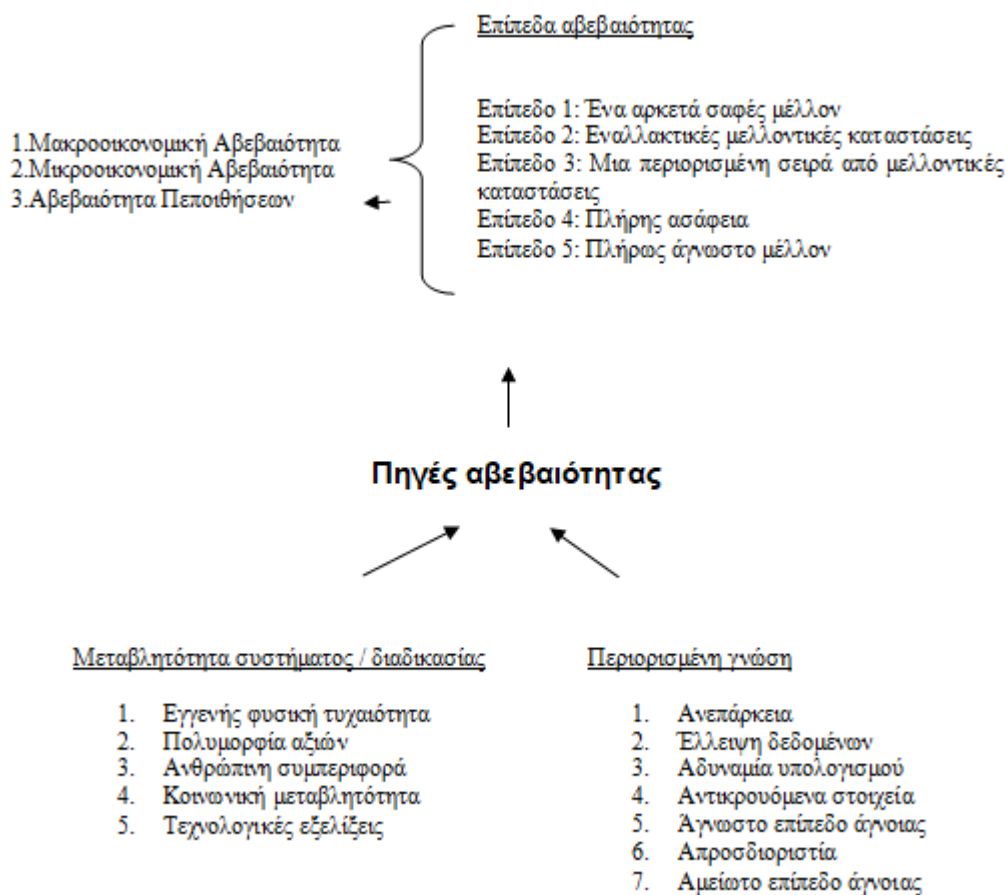 Επίπεδα αβεβαιότητας
Επίπεδο 1: Ένα αρκετά σαφές μέλλον
Επίπεδο 2: Εναλλακτικές μελλοντικές καταστάσεις
Επίπεδο 3: Μια περιορισμένη σειρά από μελλοντικές
καταστάσεις
Επίπεδο 4: Πλήρης ασάφεια
Επίπεδο 5: Πλήρως άγνωστο μέλλον
1.Μακροοικονομική Αβεβαιότητα
2.Μικροοικονομική Αβεβαιότητα
3.Αβεβαιότητα Πεποιθήσεων
Πηγές αβεβαιότητας
Μεταβλητότητα συστήματος / διαδικασίας
1. Εγγενής φυσική τυχαιότητα
2. Πολυμορφία αξιών
3. Ανθρώπινη συμπεριφορά
4. Κοινωνική μεταβλητότητα
5. Τεχνολογικές εξελίξεις
Περιορισμένη γνώση
1. Ανεπάρκεια
2. Έλλειψη δεδομένων
3. Αδυναμία υπολογισμού
4. Αντικρουόμενα στοιχεία
5. Άγνωστο επίπεδο άγνοιας
6. Απροσδιοριστία
7. Αμείωτο επίπεδο άγνοιας